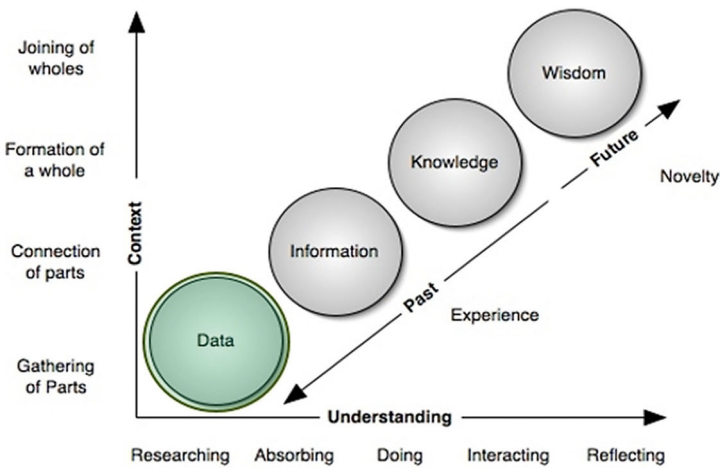 Joining of
wholes
Wisdom
Future
Formation of
a whole
Knowledge
Novelty
Context
Connection
of parts
Information
Past
Experience
Data
Gathering
of Parts
Understanding
Researching Absorbing Doing Interacting Reflecting